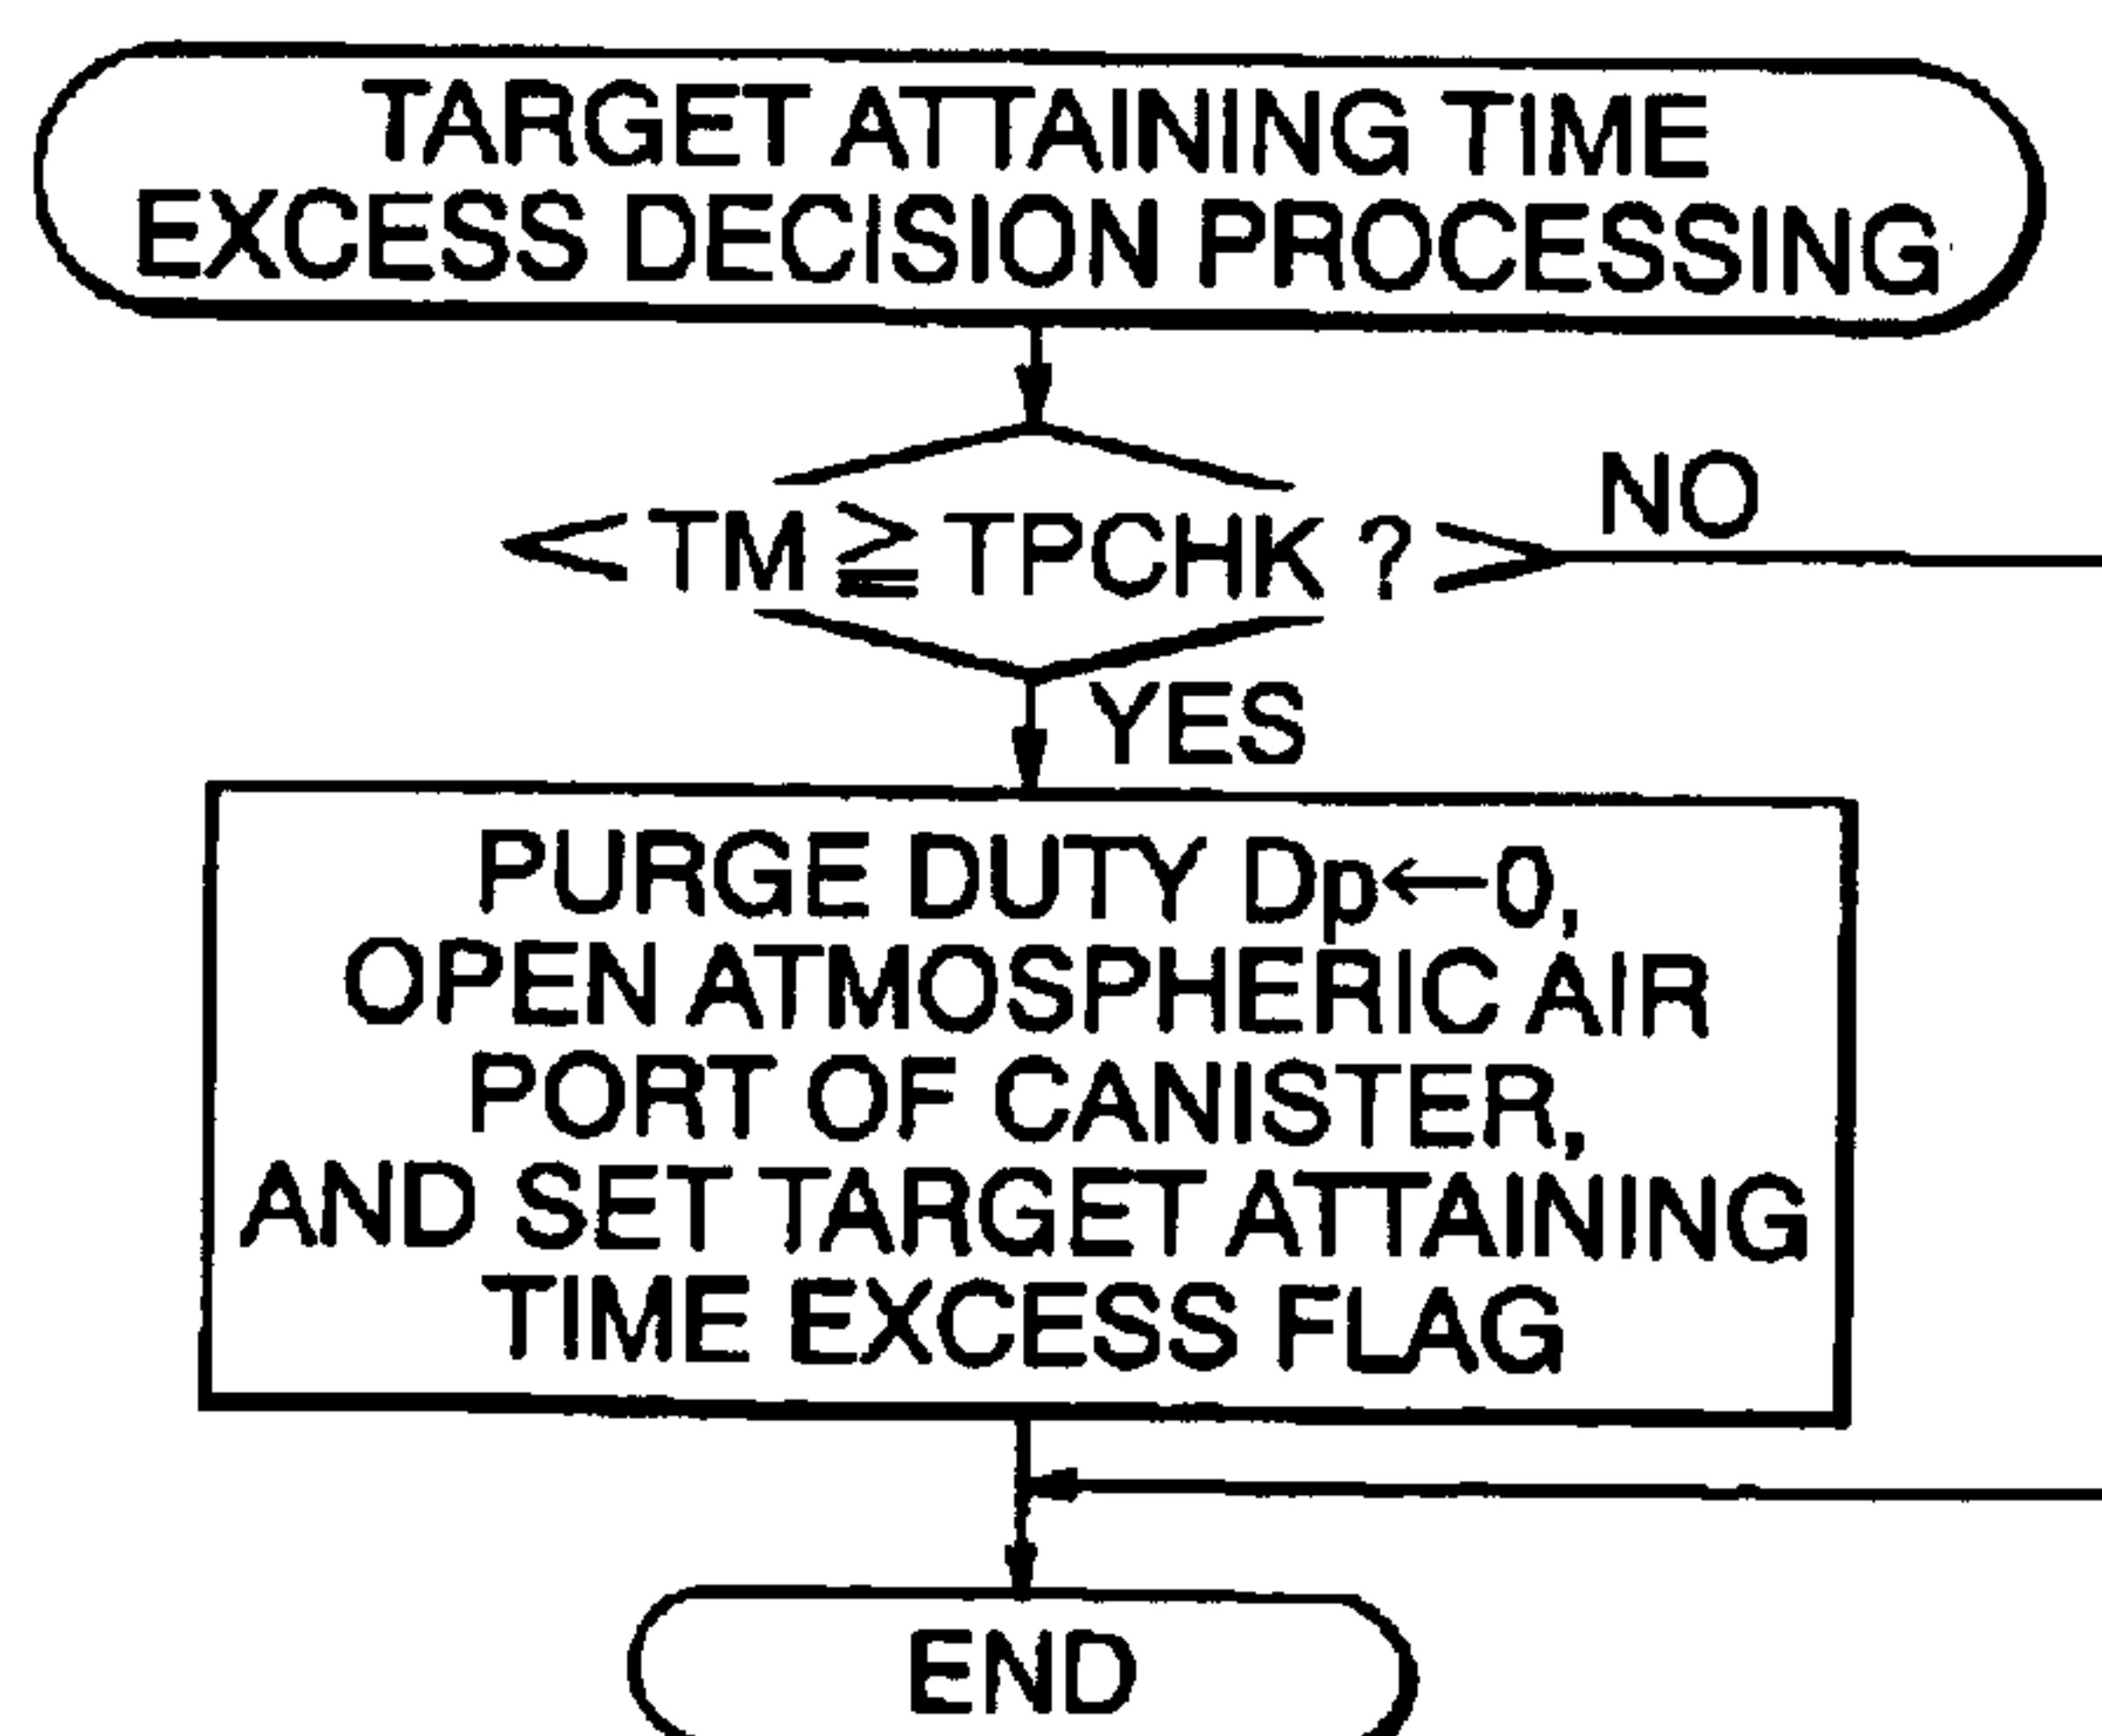 TARGET ATTAINING TIME
EXCESS DECISION PROCESSING
TM ≧ TPCHK ?
NO
YES
PURGE DUTY Dp←0,
OPEN ATMOSPHERIC AIR
PORT OF CANISTER,
AND SET TARGET ATTAINING
TIME EXCESS FLAG
END